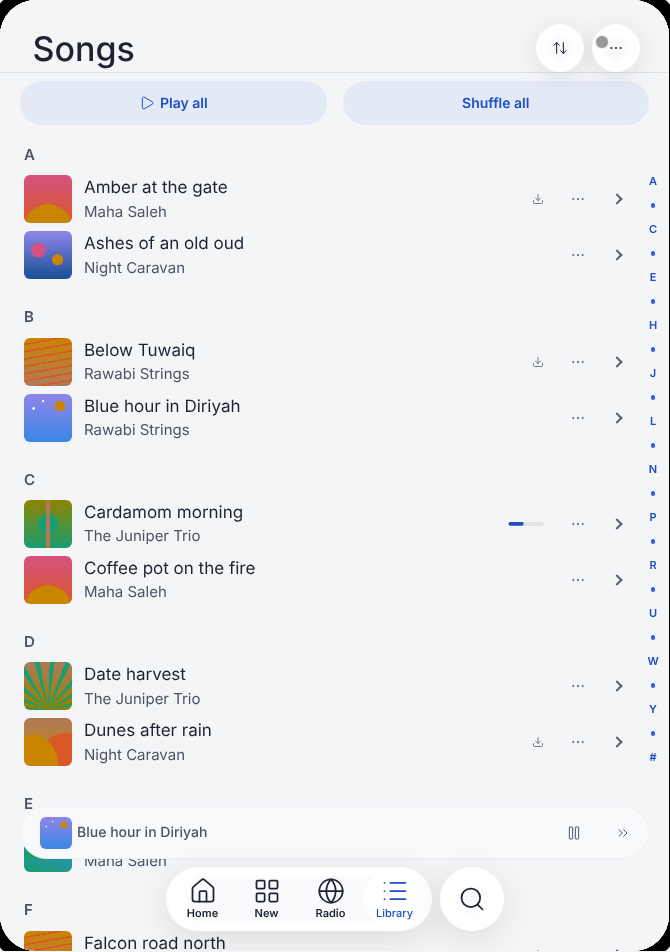 Songs
Play all
Shuffle all
A
Amber at the gate
Maha Saleh
Ashes of an old oud
Night Caravan
B
Below Tuwaiq
Rawabi Strings
Blue hour in Diriyah
Rawabi Strings
C
Cardamom morning
The Juniper Trio
Coffee pot on the fire
Maha Saleh
D
Date harvest
The Juniper Trio
Dunes after rain
Night Caravan
E
Blue hour in Diriyah
Maha Saleh
F
Falcon road north
Home
New
Radio
Library
A
C
E
H
J
L
N
P
R
U
W
Y
#